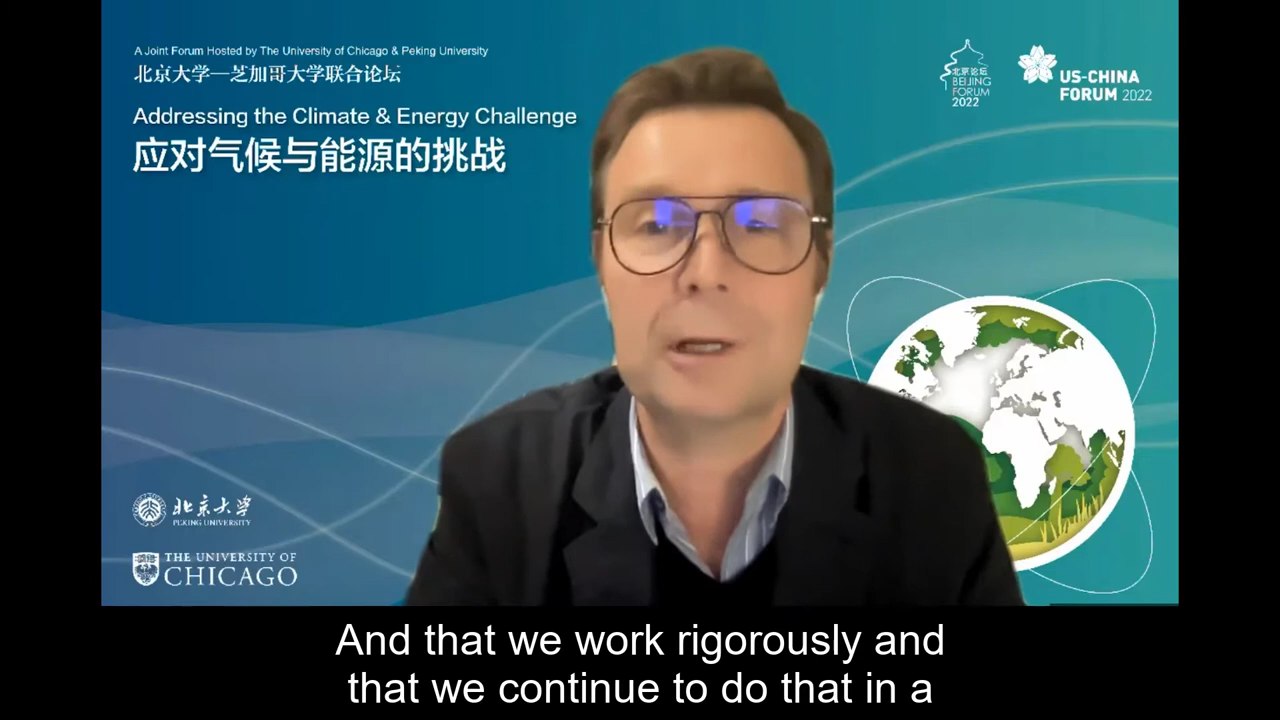 A Joint Forum Hosted by The University of Chicago & Peking University
北京大学—芝加哥大学联合论坛
Addressing the Climate & Energy Challenge
应对气候与能源的挑战
北京论坛
BEIJING
FORUM
2022
US-CHINA
FORUM 2022
北京大学
PEKING UNIVERSITY
THE UNIVERSITY OF
CHICAGO
And that we work rigorously and
that we continue to do that in a